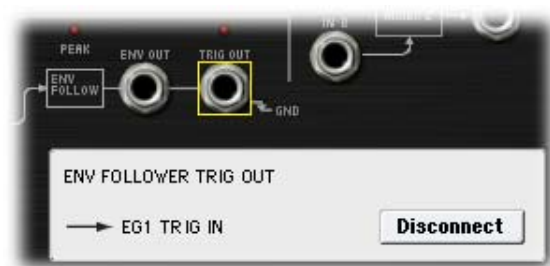 IN B
PEAK
ENV OUT
TRIG OUT
ENV
FOLLOW
GND
ENV FOLLOWER TRIG OUT
EG1 TRIG IN
Disconnect